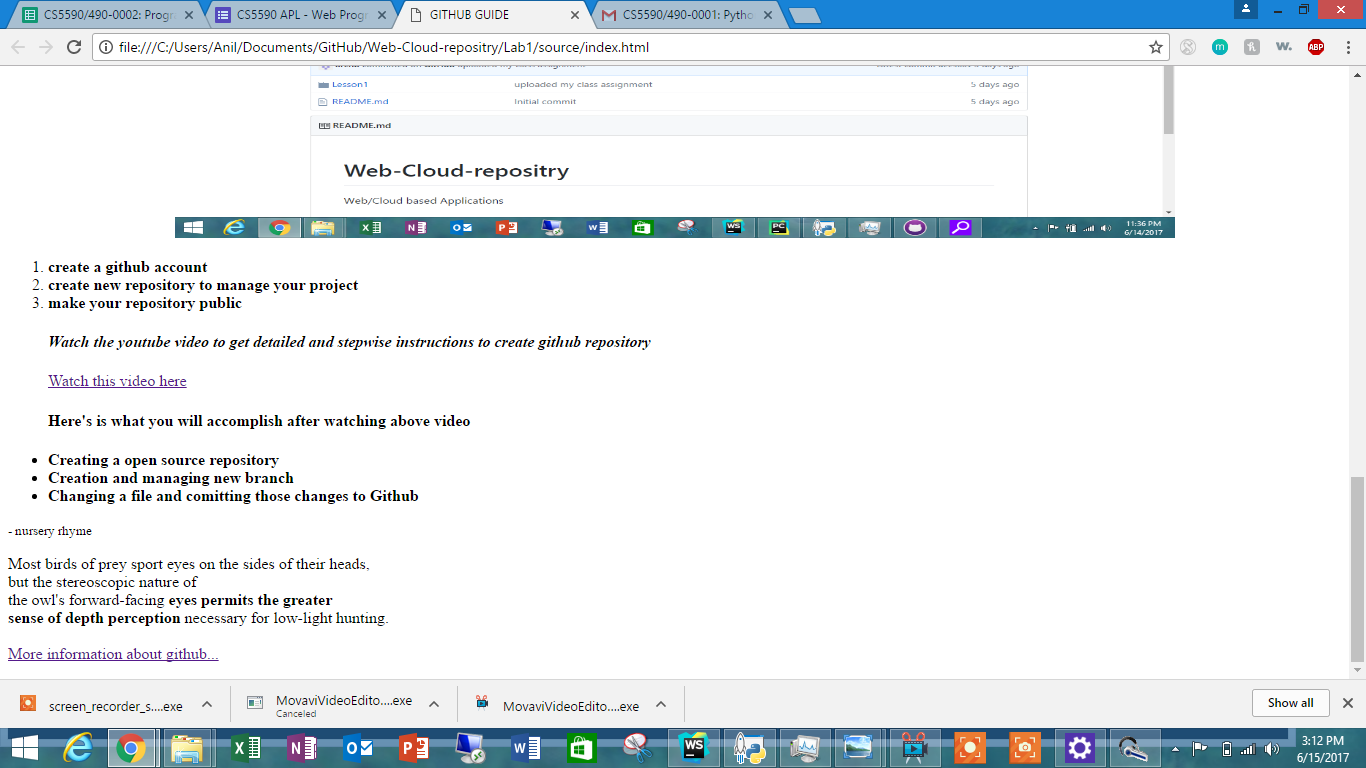 CS5590/490-0002: Progr
CS5590 APL - Web Progr
GITHUB GUIDE
CS5590/490-0001: Pytho
file:///C:/Users/Anil/Documents/GitHub/Web-Cloud-repositry/Lab1/source/index.html
m
w.
ABP
Lesson1 uploaded my class assignment 5 days ago
README.md Initial commit 5 days ago
README.md
Web-Cloud-repositry
Web/Cloud based Applications
11:36 PM
6/14/2017
1. create a github account
2. create new repository to manage your project
3. make your repository public
Watch the youtube video to get detailed and stepwise instructions to create github repository
Watch this video here
Here's is what you will accomplish after watching above video
• Creating a open source repository
• Creation and managing new branch
• Changing a file and comitting those changes to Github
- nursery rhyme
Most birds of prey sport eyes on the sides of their heads,
but the stereoscopic nature of
the owl's forward-facing eyes permits the greater
sense of depth perception necessary for low-light hunting.
More information about github...
screen_recorder_s....exe
MovaviVideoEdito....exe
Canceled
MovaviVideoEdito....exe
Show all
WS
3:12 PM
6/15/2017